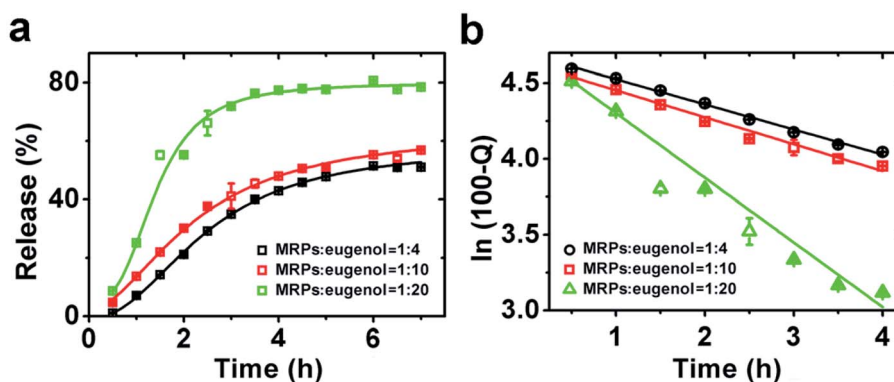 a
Release (%)
80
40
0
MRPs:eugenol=1:4
MRPs:eugenol=1:10
MRPs:eugenol=1:20
0 2 4 6
Time (h)
b
ln (100-Q)
4.5
4.0
3.5
3.0
MRPs:eugenol=1:4
MRPs:eugenol=1:10
MRPs:eugenol=1:20
1 2 3 4
Time (h)